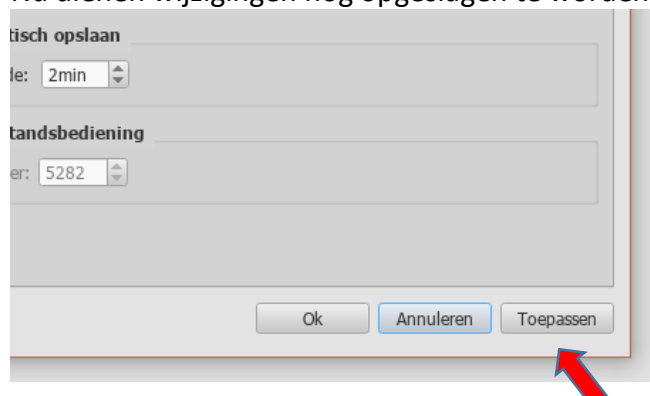 Nu dienen wijzigingen nog opgeslagen te worden
tisch opslaan
de: 2min
tandsbediening
er: 5282
Ok Annuleren Toepassen